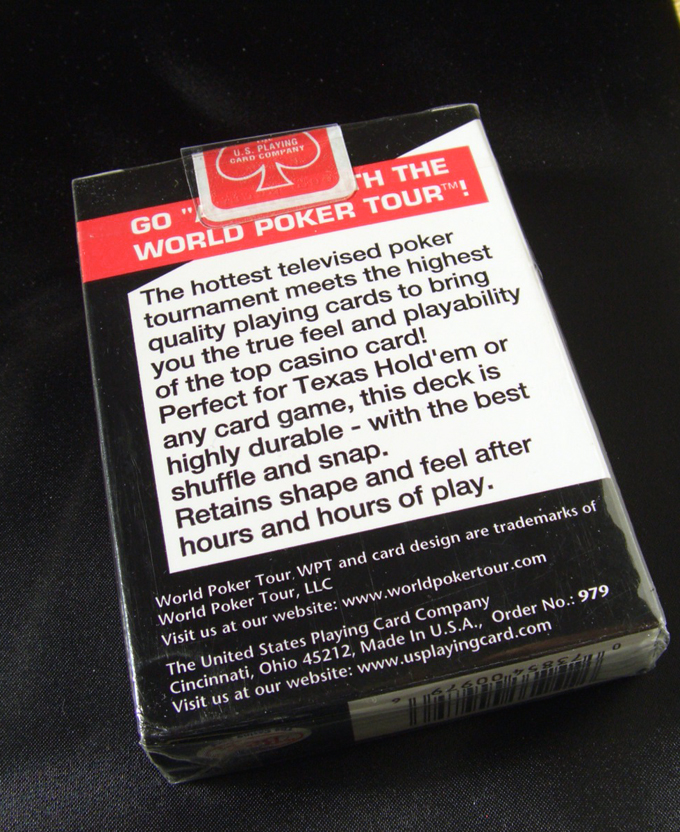 U.S. PLAYING
CARD COMPANY
GO "A TH THE
WORLD POKER TOUR™!
The hottest televised poker
tournament meets the highest
quality playing cards to bring
you the true feel and playability
of the top casino card!
Perfect for Texas Hold'em or
any card game, this deck is
highly durable - with the best
shuffle and snap.
Retains shape and feel after
hours and hours of play.
World Poker Tour, WPT and card design are trademarks of
World Poker Tour, LLC
Visit us at our website: www.worldpokertour.com
The United States Playing Card Company
Cincinnati, Ohio 45212, Made In U.S.A., Order No.: 979
Visit us at our website: www.usplayingcard.com
0 73854 00979 6